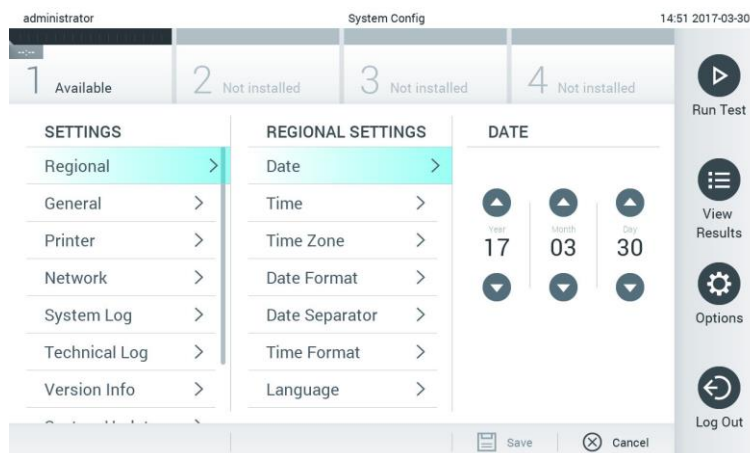 administrator System Config 14:51 2017-03-30
--:--
1 Available 2 Not installed 3 Not installed 4 Not installed
Run Test
SETTINGS REGIONAL SETTINGS DATE
Regional > Date >
General > Time >
Printer > Time Zone >
Network > Date Format >
System Log > Date Separator >
Technical Log > Time Format >
Version Info > Language >
Year Month Day
17 03 30
View Results
Options
Log Out
Save Cancel